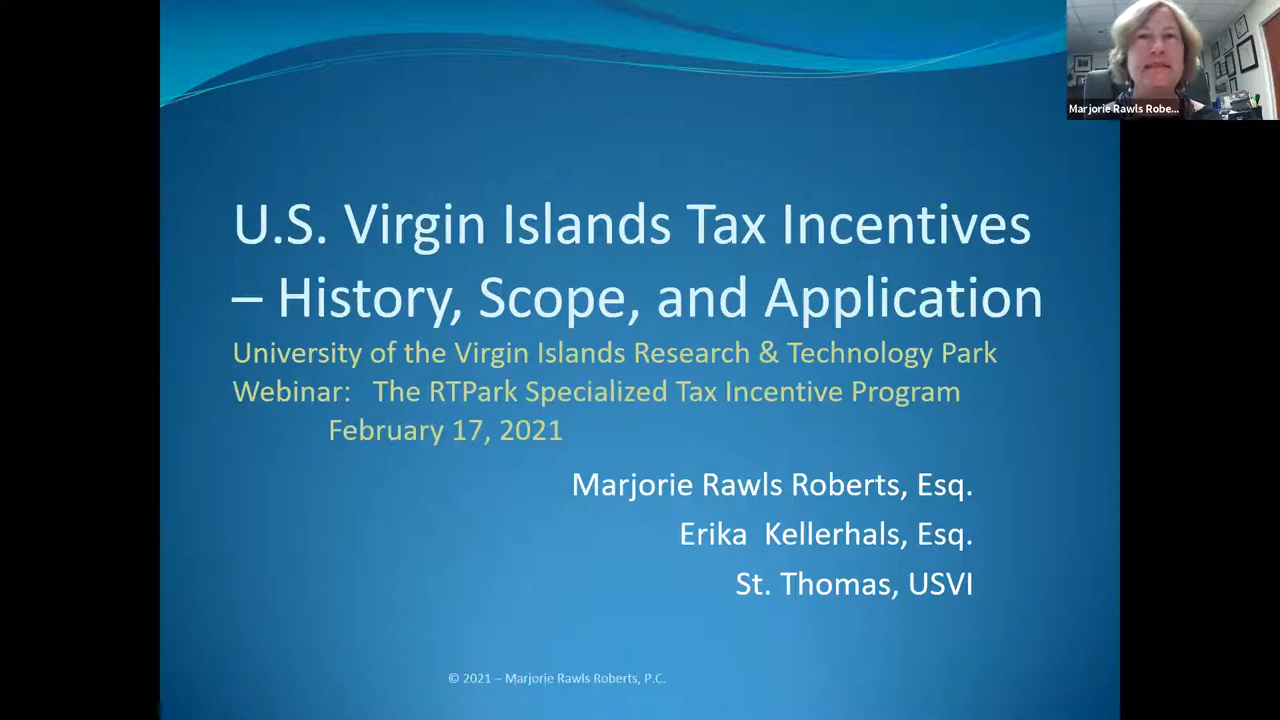 Marjorie Rawls Robe...
U.S. Virgin Islands Tax Incentives
– History, Scope, and Application
University of the Virgin Islands Research & Technology Park
Webinar: The RTPark Specialized Tax Incentive Program
February 17, 2021
Marjorie Rawls Roberts, Esq.
Erika Kellerhals, Esq.
St. Thomas, USVI
© 2021 – Marjorie Rawls Roberts, P.C.